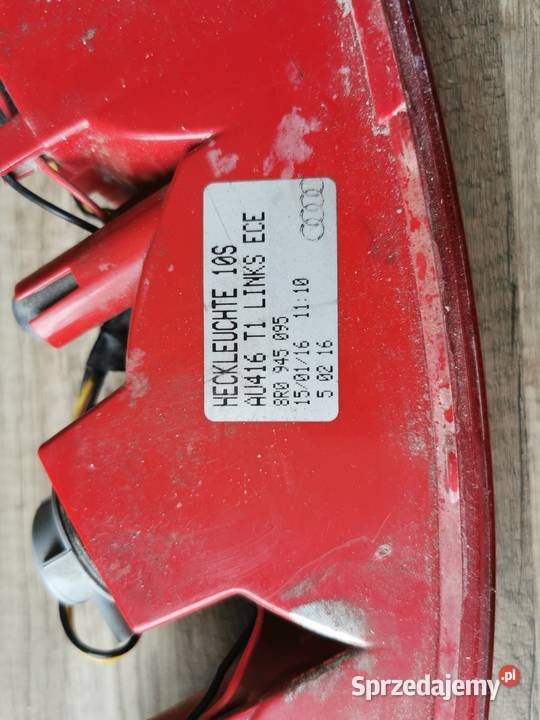 HECKLEUCHTE 10S
AU416 T1 LINKS ECE
8R0 945 095
15/01/16 11:10
5 02 16
Sprzedajemy.pl